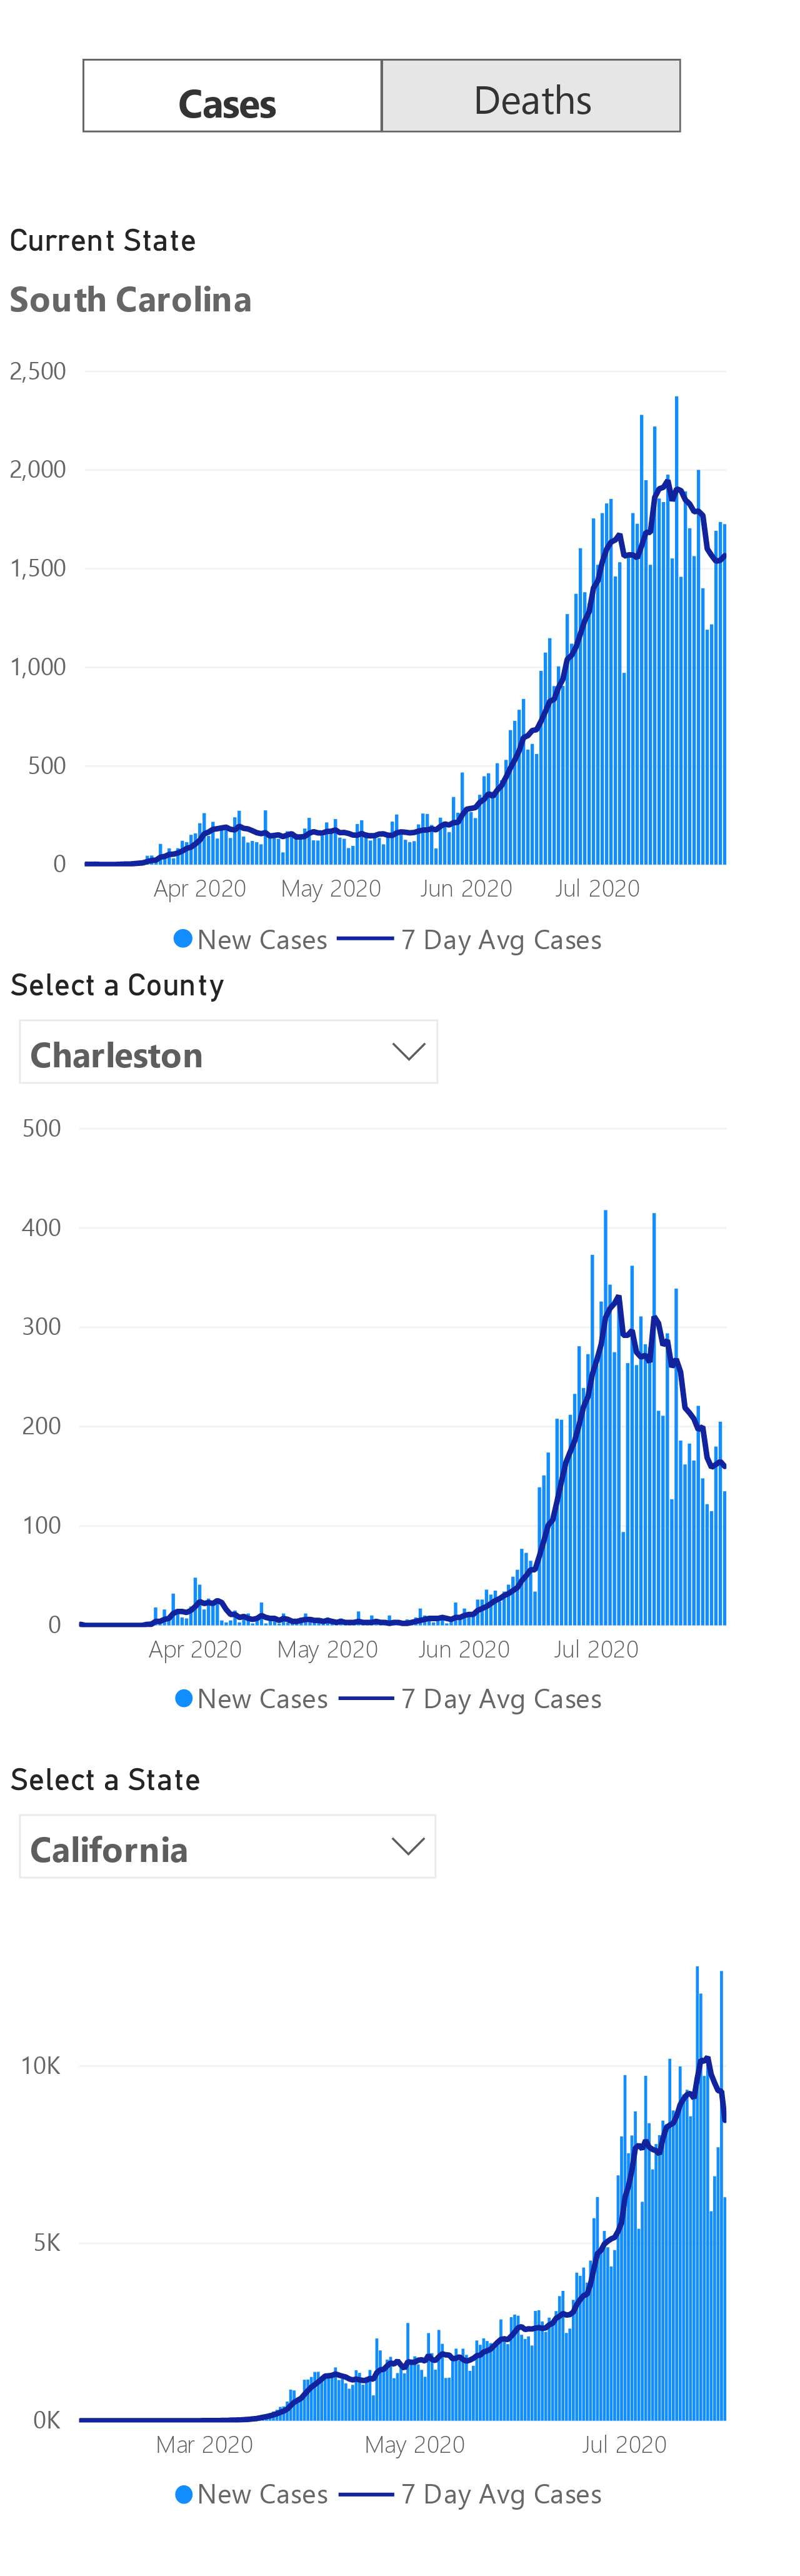 Cases Deaths
Current State
South Carolina
2,500
2,000
1,500
1,000
500
0
Apr 2020 May 2020 Jun 2020 Jul 2020
New Cases 7 Day Avg Cases
Select a County
Charleston
500
400
300
200
100
0
Apr 2020 May 2020 Jun 2020 Jul 2020
New Cases 7 Day Avg Cases
Select a State
California
10K
5K
0K
Mar 2020 May 2020 Jul 2020
New Cases 7 Day Avg Cases